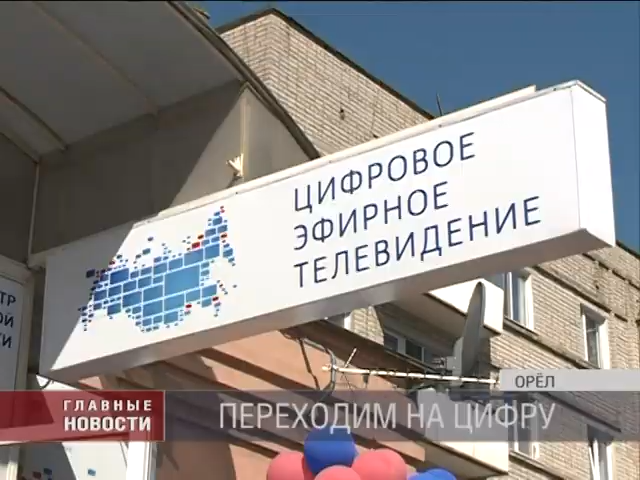 ЦИФРОВОЕ
ЭФИРНОЕ
ТЕЛЕВИДЕНИЕ
ОРЁЛ
ГЛАВНЫЕ
НОВОСТИ
ПЕРЕХОДИМ НА ЦИФРУ